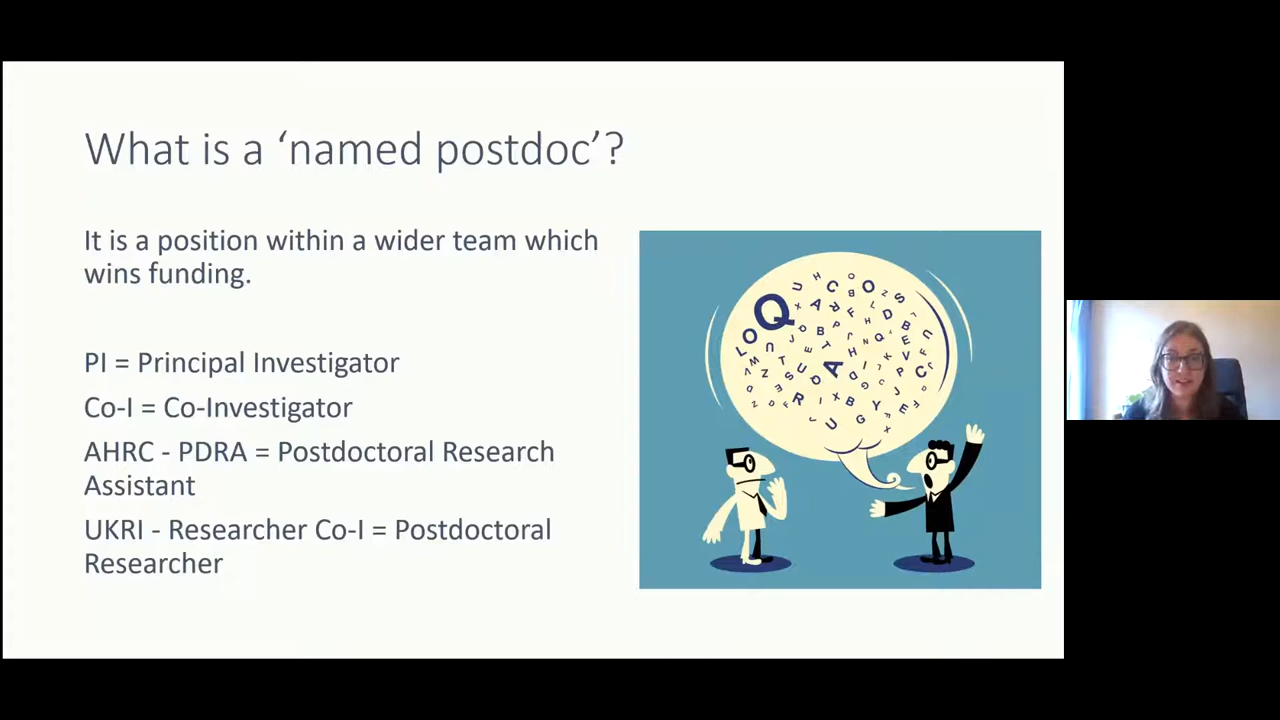 What is a ‘named postdoc’?
It is a position within a wider team which
wins funding.
PI = Principal Investigator
Co-I = Co-Investigator
AHRC - PDRA = Postdoctoral Research
Assistant
UKRI - Researcher Co-I = Postdoctoral
Researcher